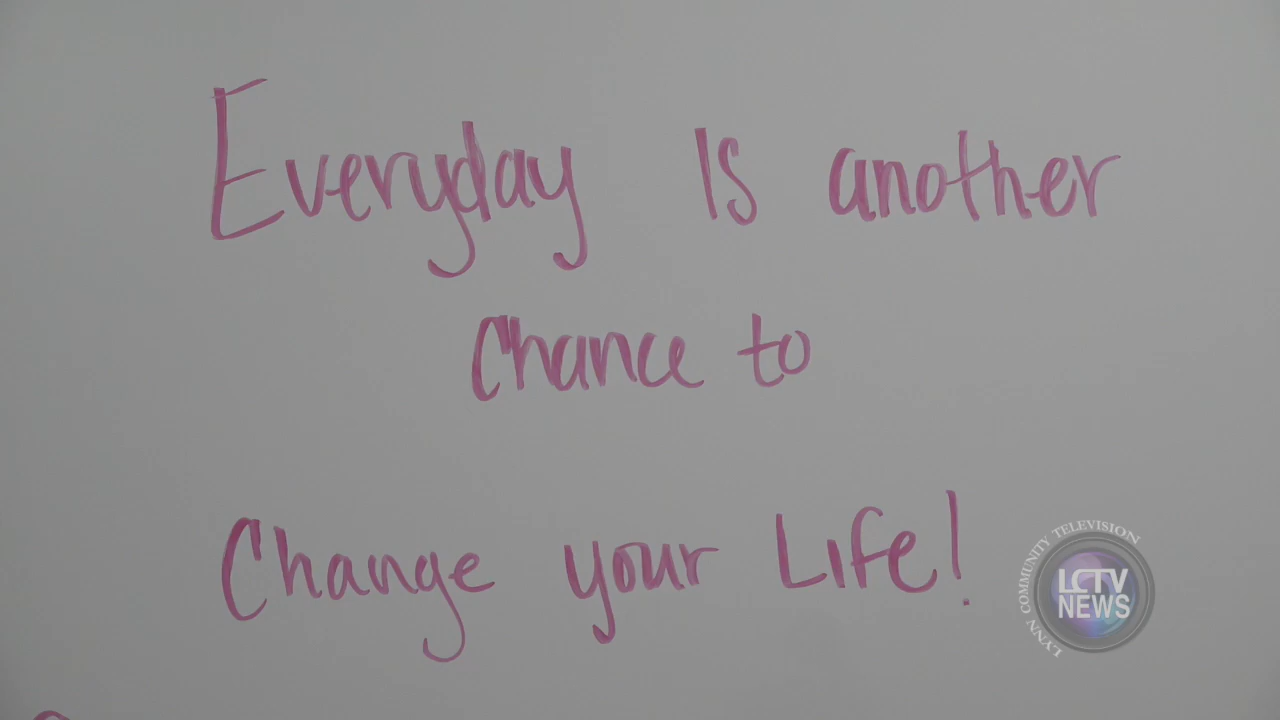 Everyday Is another
Chance to
Change your Life!
LYNN COMMUNITY TELEVISION
LCTV
NEWS